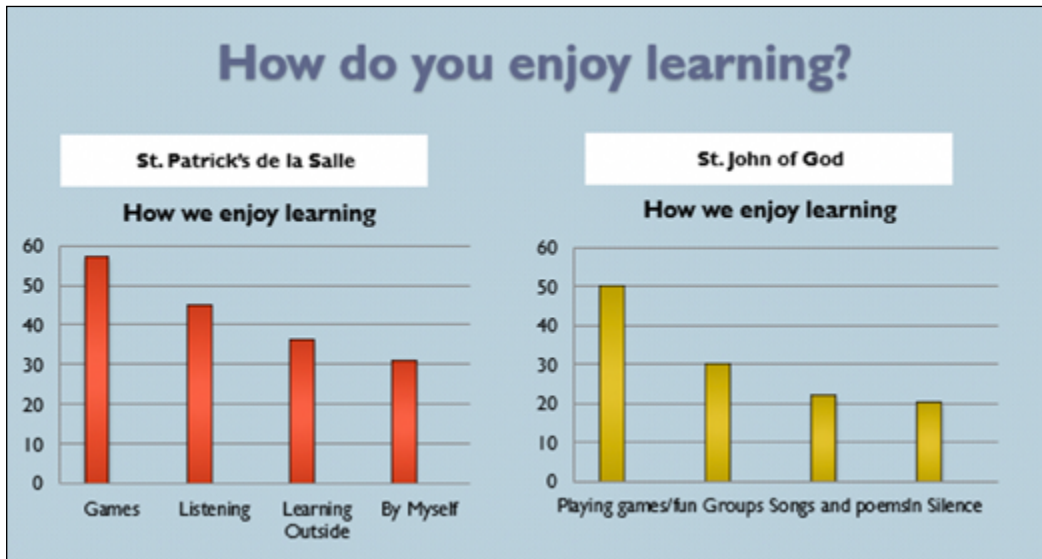 How do you enjoy learning?
St. Patrick's de la Salle
How we enjoy learning
60
50
40
30
20
10
0
Games Listening Learning Outside By Myself
St. John of God
How we enjoy learning
60
50
40
30
20
10
0
Playing games/fun Groups Songs and poemsIn Silence